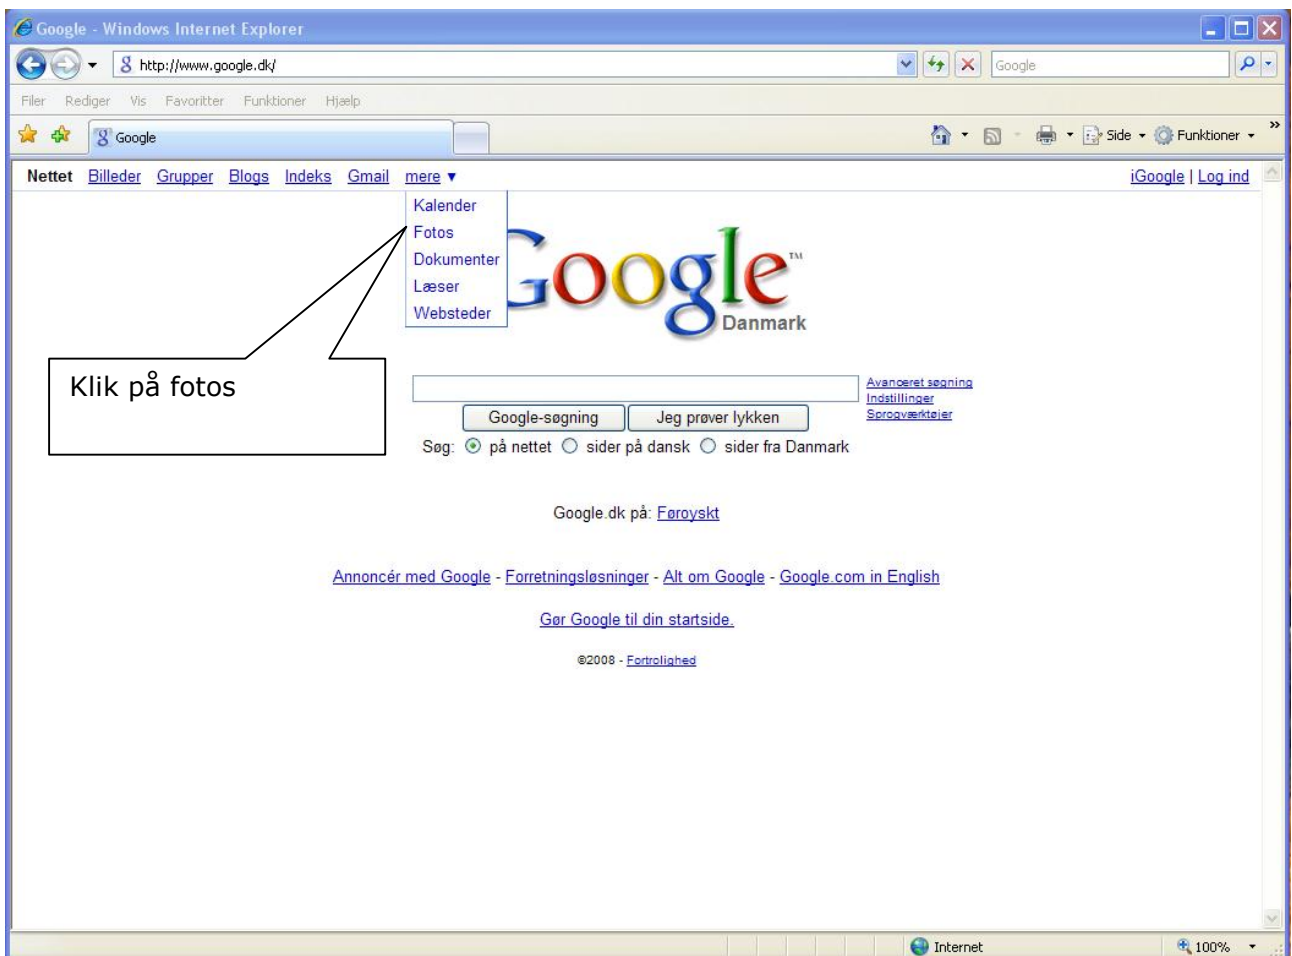 Google - Windows Internet Explorer
http://www.google.dk/
Google
Filer Rediger Vis Favoritter Funktioner Hjælp
Google
Side Funktioner »
Nettet Billeder Grupper Blogs Indeks Gmail mere ▼
iGoogle | Log ind
Kalender
Fotos
Dokumenter
Læser
Websteder
Google™
Danmark
Klik på fotos
Avanceret søgning
Indstillinger
Sprogværktøjer
Google-søgning Jeg prøver lykken
Søg: på nettet sider på dansk sider fra Danmark
Google.dk på: Føroyskt
Annoncér med Google - Forretningsløsninger - Alt om Google - Google.com in English
Gør Google til din startside.
©2008 - Fortrolighed
Internet 100%